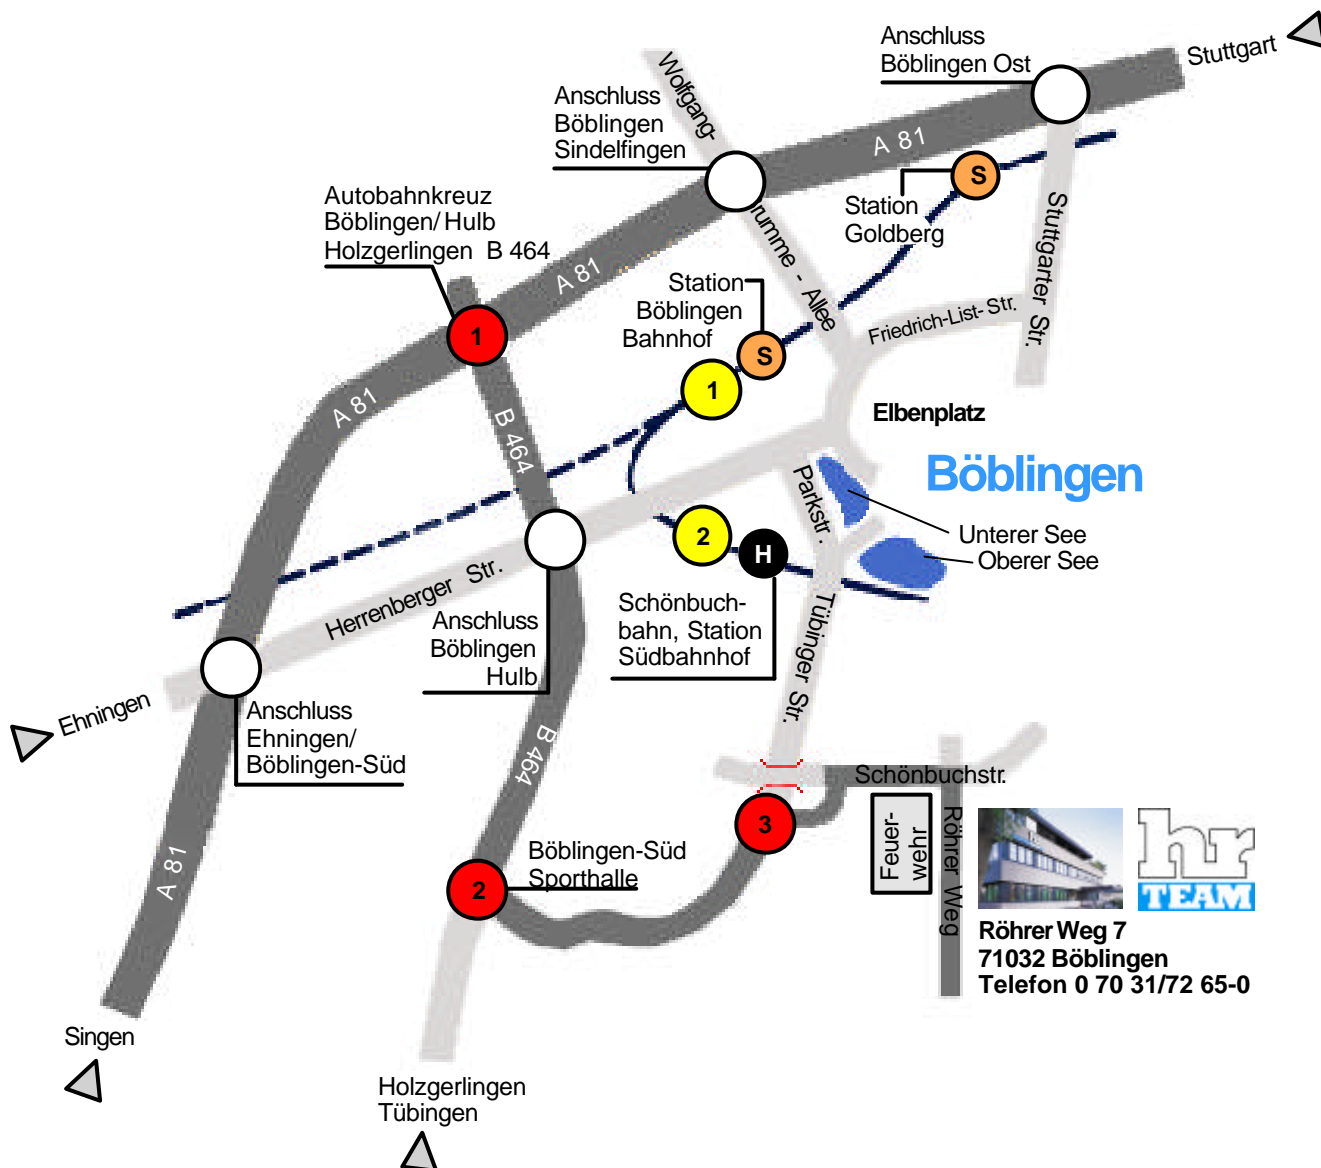 Anschluss
Böblingen Ost
Stuttgart
Wolfgang-
Brumme - Allee
Anschluss
Böblingen
Sindelfingen
A 81
S
Station
Goldberg
Stuttgarter Str.
Autobahnkreuz
Böblingen/ Hulb
Holzgerlingen B 464
A 81
Station
Böblingen
Bahnhof
S
1
1
Friedrich-List- Str.
A 81
B 464
Elbenplatz
Böblingen
Parkstr.
Unterer See
Oberer See
2
H
Herrenberger Str.
Anschluss
Böblingen
Hulb
Schönbuch-
bahn, Station
Südbahnhof
Tübinger Str.
Ehningen
Anschluss
Ehningen/
Böblingen-Süd
B 464
Schönbuchstr.
3
Feuer-
wehr
Röhrer Weg
hr
TEAM
A 81
2
Böblingen-Süd
Sporthalle
Röhrer Weg 7
71032 Böblingen
Telefon 0 70 31/72 65-0
Singen
Holzgerlingen
Tübingen